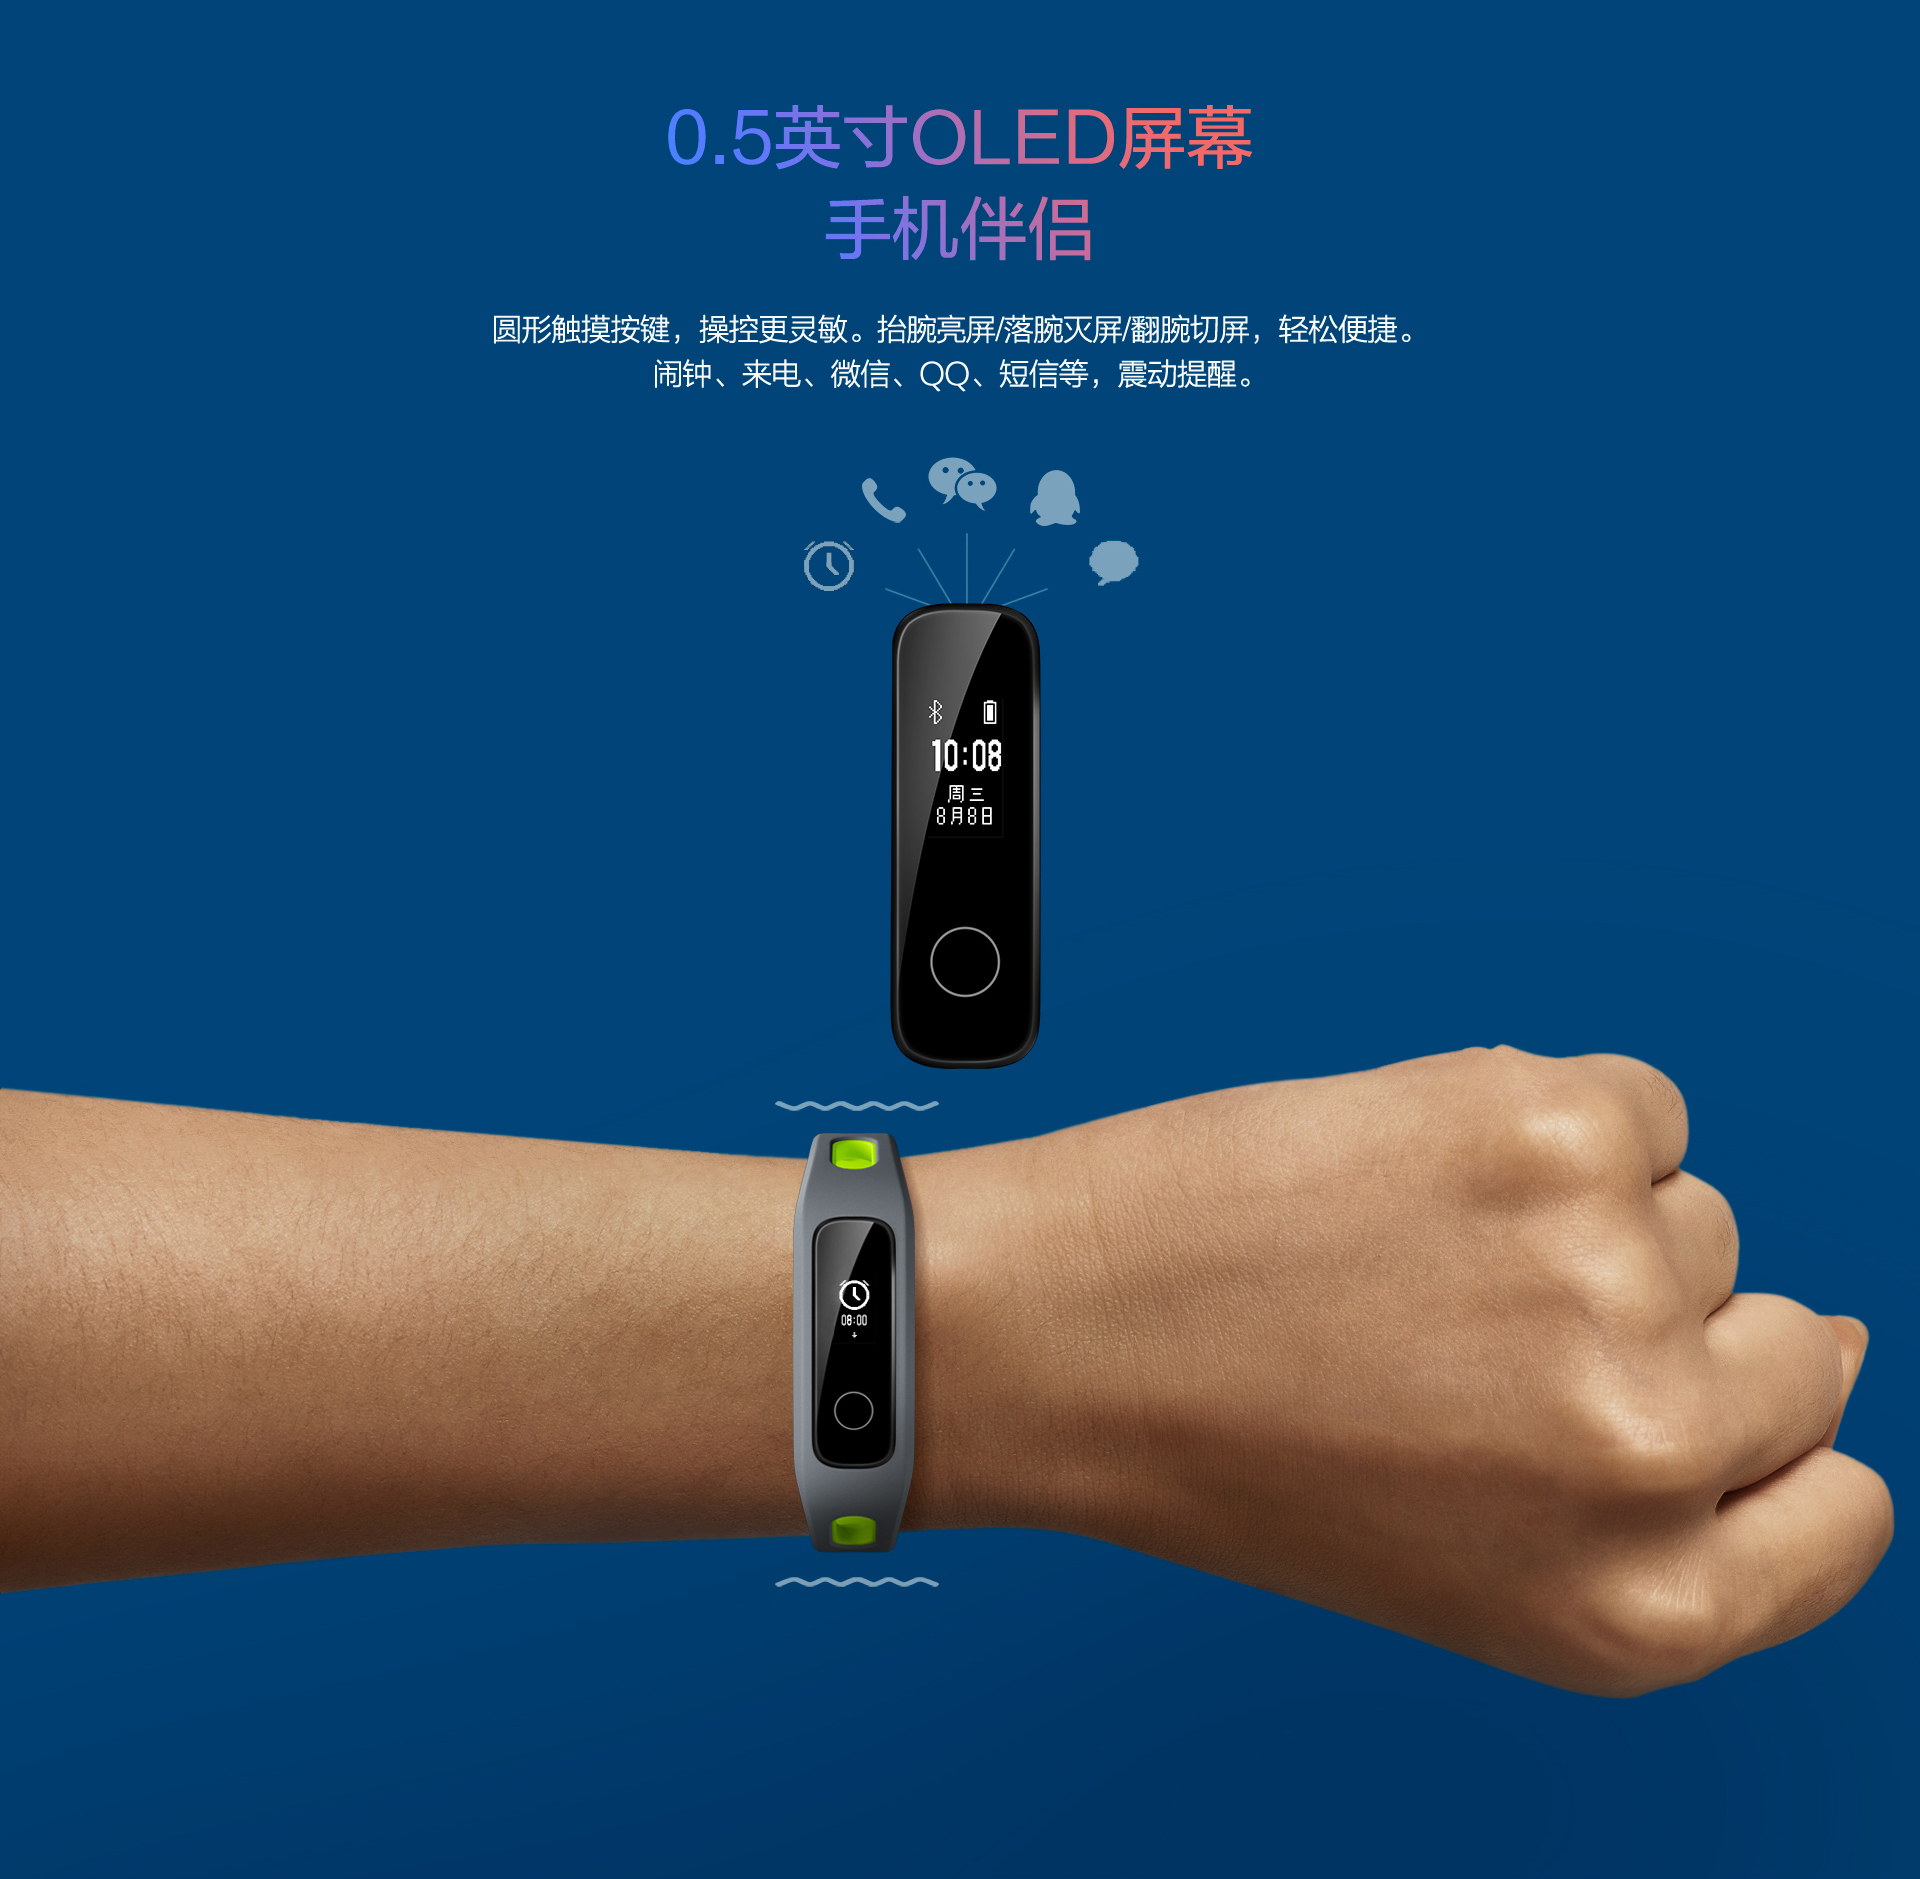 0.5英寸OLED屏幕
手机伴侣
圆形触摸按键，操控更灵敏。抬腕亮屏/落腕灭屏/翻腕切屏，轻松便捷。
闹钟、来电、微信、QQ、短信等，震动提醒。
10:08
周三
8月8日
08:00